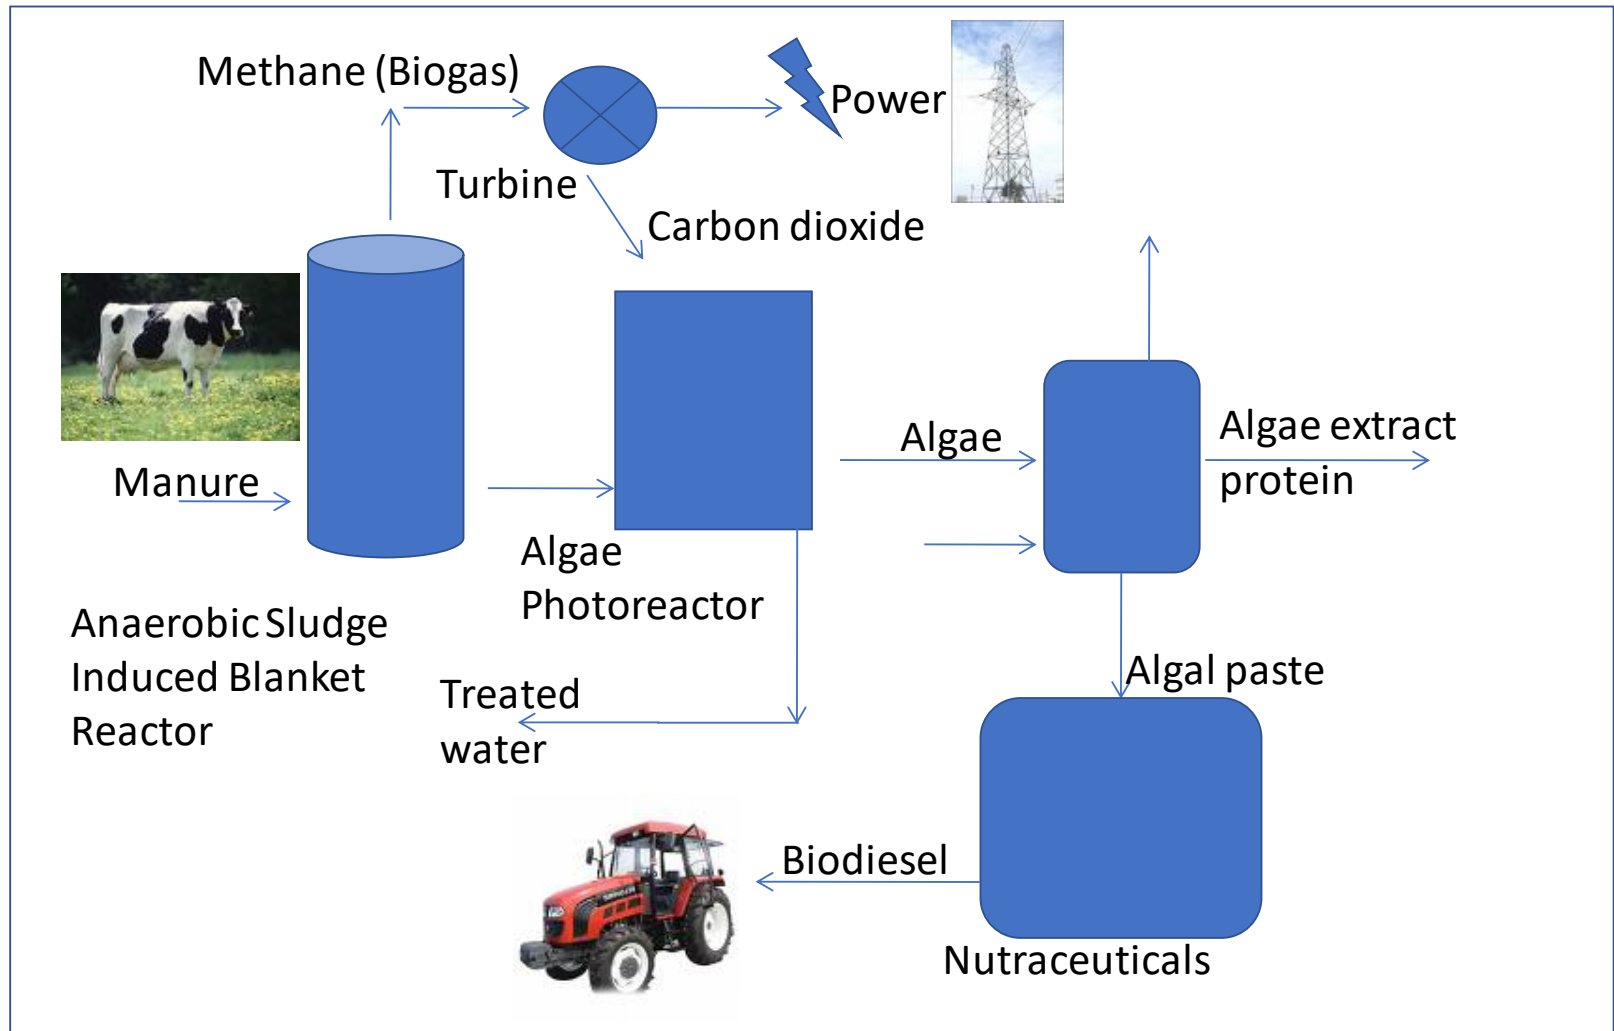 Methane (Biogas)
Power
Turbine
Carbon dioxide
Manure
Algae
Algae extract
protein
Algae
Photoreactor
Anaerobic Sludge
Induced Blanket
Reactor
Treated
water
Algal paste
Biodiesel
Nutraceuticals